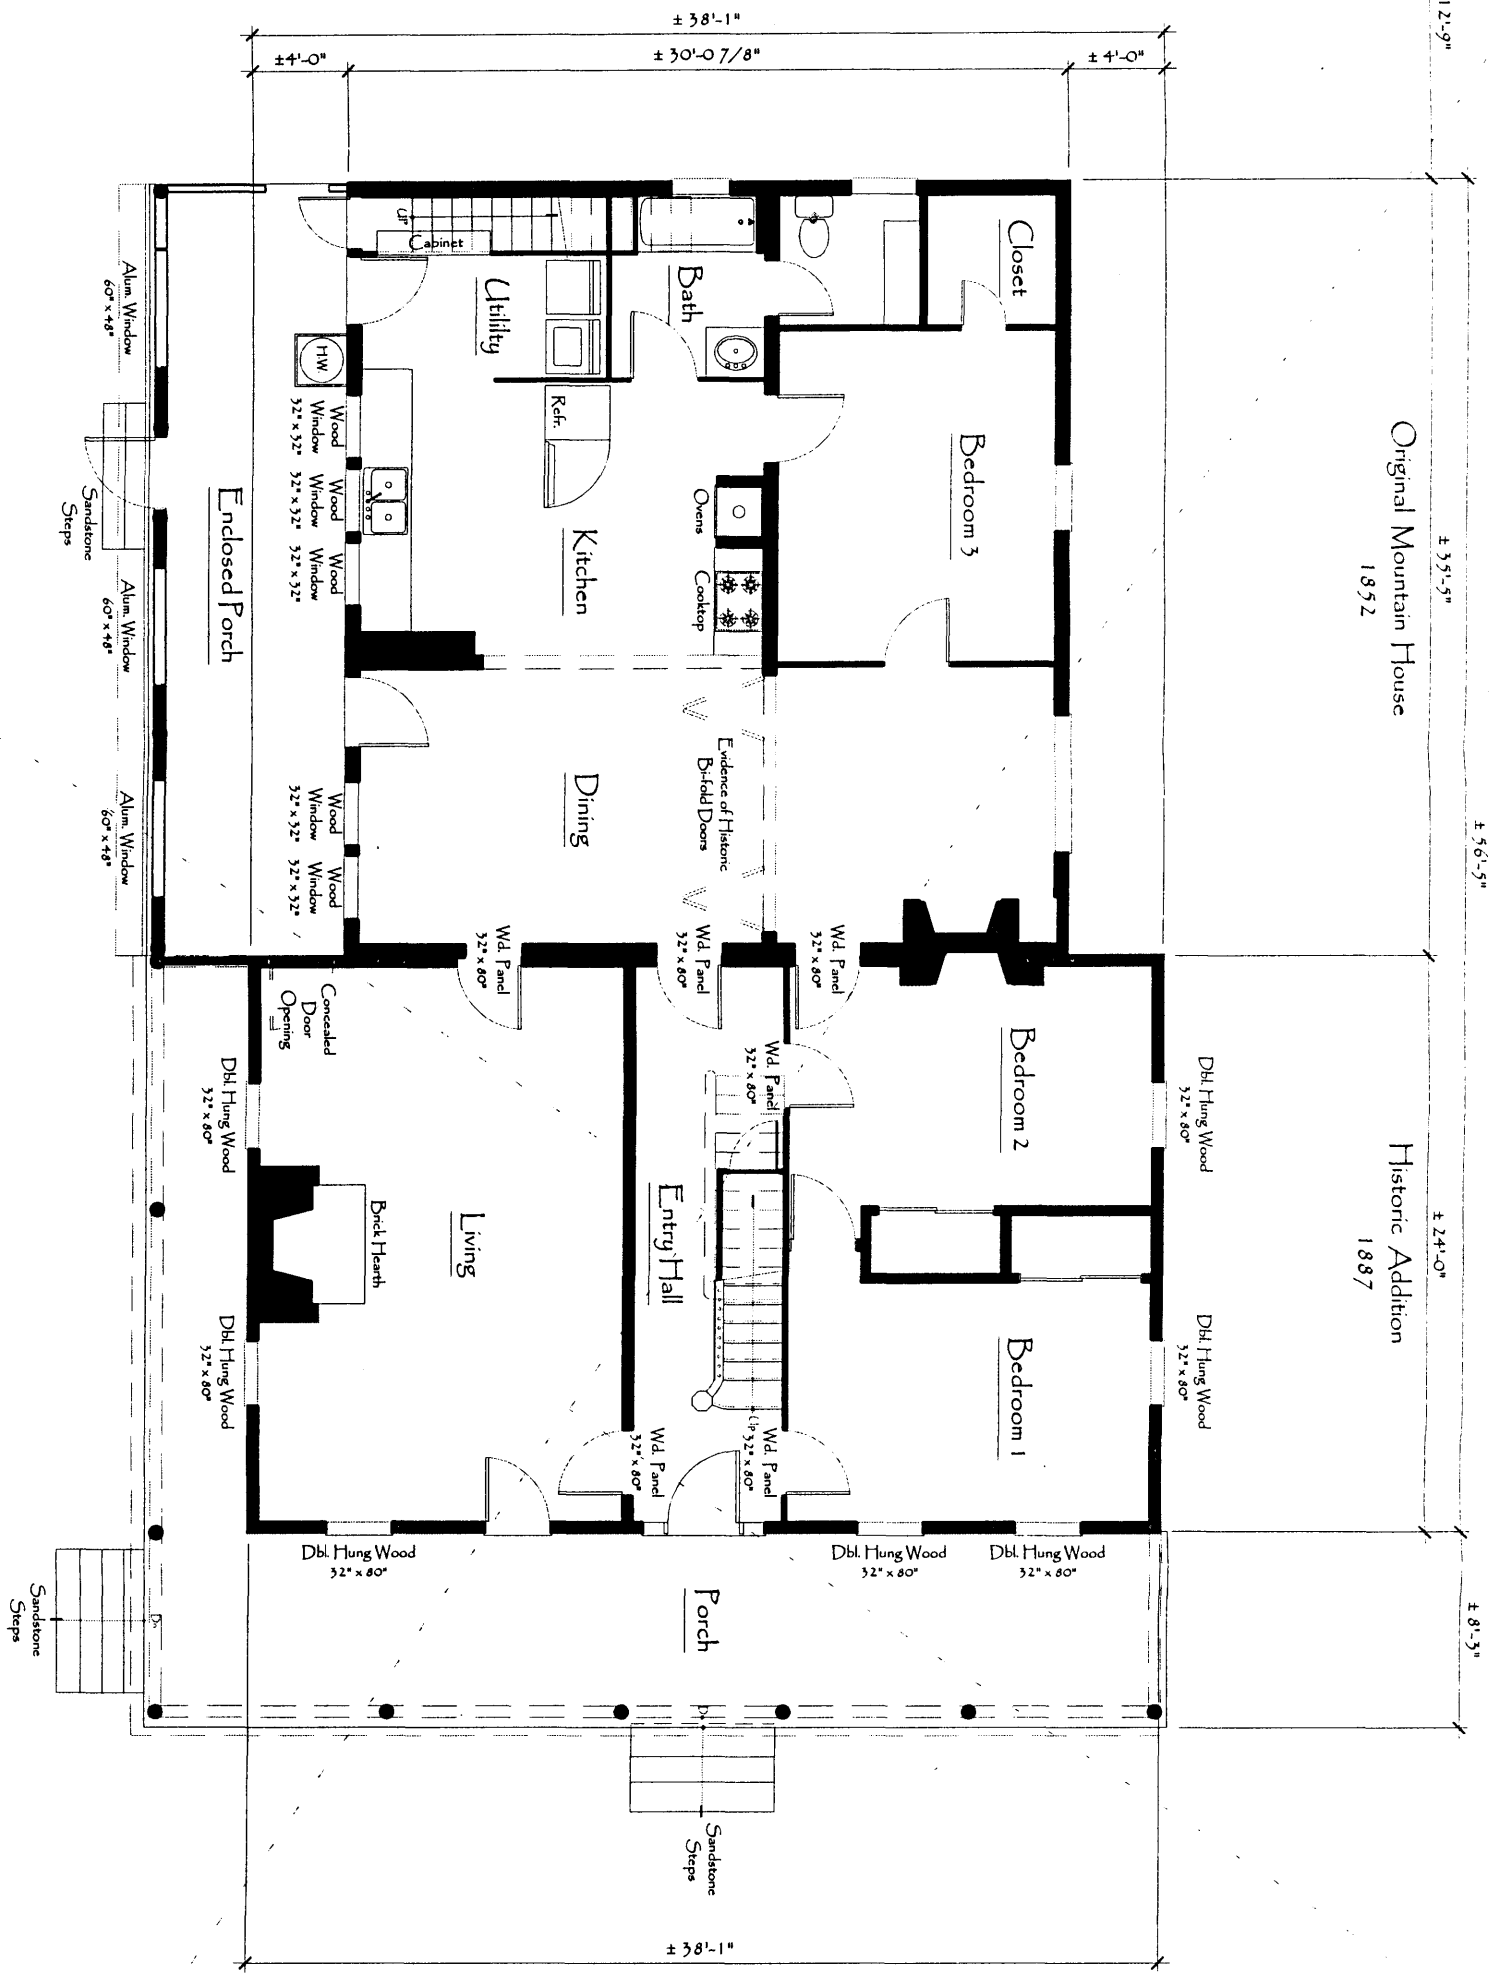 ± 38'-1"
±4'-0"
± 30'-0 7/8"
± 4'-0"
12'-9"
± 35'-5"
± 56'-5"
± 24'-0"
± 8'-3"
Original Mountain House
1852
Historic Addition
1887
Closet
Bath
Cabinet
UP
Utililty
H.W.
Refr.
Bedroom 3
Ovens
Cooktop
Kitchen
Enclosed Porch
Alum. Window
60" x 48"
Alum. Window
60" x 48"
Alum. Window
60" x 48"
Sandstone
Steps
Wood
Window
32" x 32"
Wood
Window
32" x 32"
Wood
Window
32" x 32"
Wood
Window
32" x 32"
Wood
Window
32" x 32"
Dining
Evidence of Historic
Bi-fold Doors
Wd. Panel
32" x 80"
Wd. Panel
32" x 80"
Wd. Panel
32" x 80"
Concealed
Door
Opening
Wd. Panel
32" x 80"
Bedroom 2
Dbl. Hung Wood
32" x 80"
Dbl. Hung Wood
32" x 80"
Living
Brick Hearth
Entry Hall
Up
Bedroom 1
Dbl. Hung Wood
32" x 80"
Dbl. Hung Wood
32" x 80"
Wd. Panel
32" x 80"
Wd. Panel
32" x 80"
Dbl. Hung Wood
32" x 80"
Dbl. Hung Wood
32" x 80"
Dbl. Hung Wood
32" x 80"
Porch
Dn
Sandstone
Steps
Sandstone
Steps
± 38'-1"